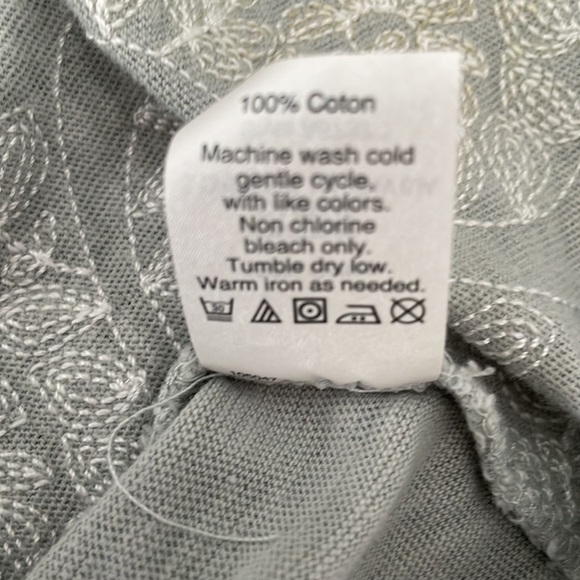 100% Coton
Machine wash cold
gentle cycle,
with like colors.
Non chlorine
bleach only.
Tumble dry low.
Warm iron as needed.
30